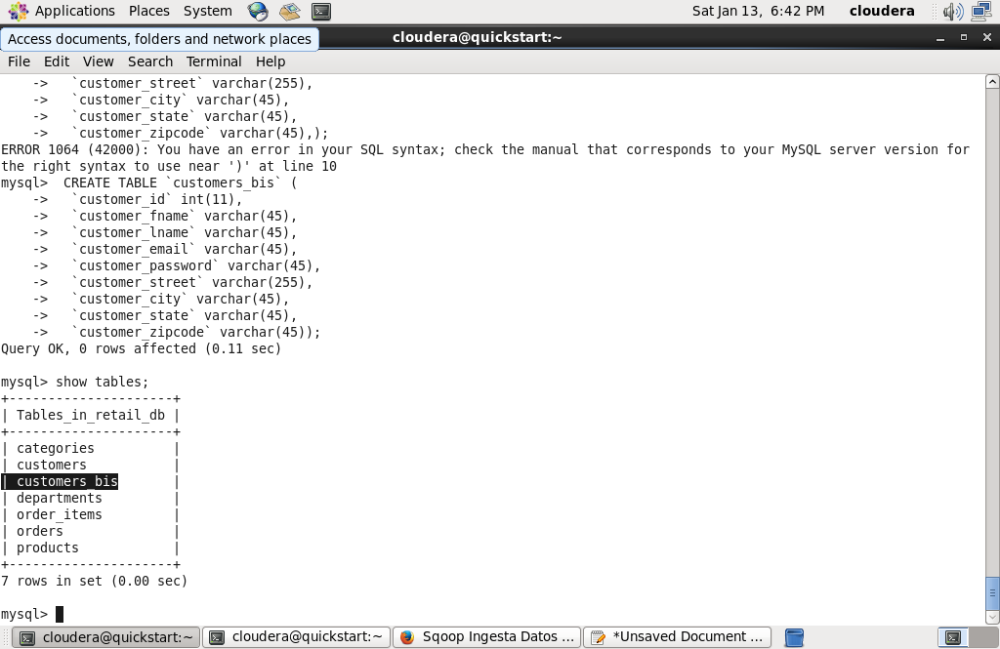 Applications Places System Sat Jan 13, 6:42 PM cloudera
Access documents, folders and network places
cloudera@quickstart:~
File Edit View Search Terminal Help
    ->   `customer_street` varchar(255),
    ->   `customer_city` varchar(45),
    ->   `customer_state` varchar(45),
    ->   `customer_zipcode` varchar(45),);
ERROR 1064 (42000): You have an error in your SQL syntax; check the manual that corresponds to your MySQL server version for
the right syntax to use near ')' at line 10
mysql>  CREATE TABLE `customers_bis` (
    ->   `customer_id` int(11),
    ->   `customer_fname` varchar(45),
    ->   `customer_lname` varchar(45),
    ->   `customer_email` varchar(45),
    ->   `customer_password` varchar(45),
    ->   `customer_street` varchar(255),
    ->   `customer_city` varchar(45),
    ->   `customer_state` varchar(45),
    ->   `customer_zipcode` varchar(45));
Query OK, 0 rows affected (0.11 sec)
mysql> show tables;
+---------------------+
| Tables_in_retail_db |
+---------------------+
| categories          |
| customers           |
| customers_bis       |
| departments         |
| order_items         |
| orders              |
| products            |
+---------------------+
7 rows in set (0.00 sec)
mysql>
cloudera@quickstart:~ cloudera@quickstart:~ Sqoop Ingesta Datos ... *Unsaved Document ...